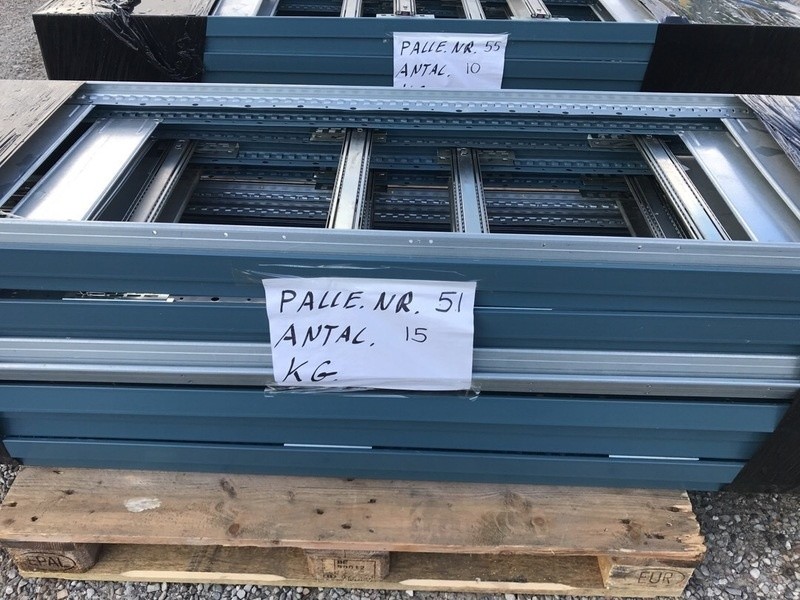 PALLE.NR. 55
ANTAL. 10
PALLE.NR. 51
ANTAL. 15
KG.
EPAL
EUR